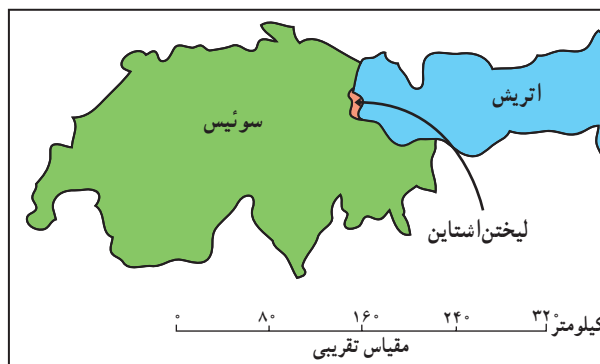 اتریش
سوئیس
لیختن‌اشتاین
۰ ۸۰ ۱۶۰ ۲۴۰ ۳۲۰ کیلومتر
مقیاس تقریبی